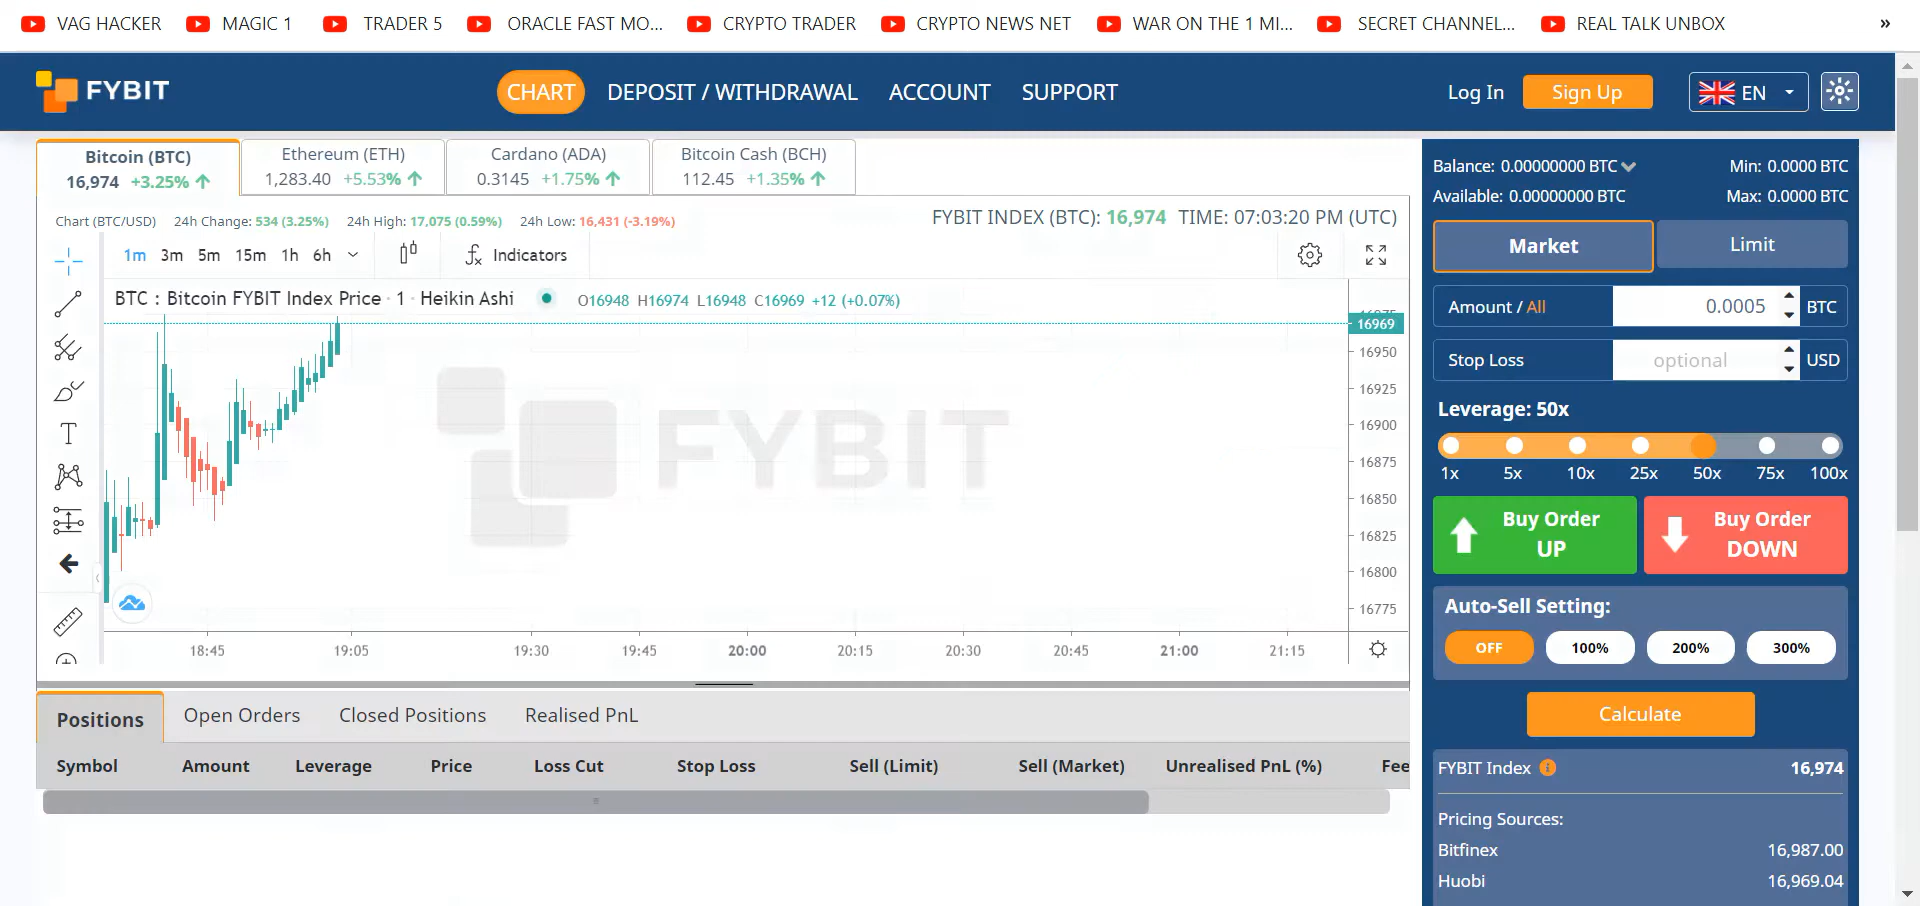 VAG HACKER MAGIC 1 TRADER 5 ORACLE FAST MO... CRYPTO TRADER CRYPTO NEWS NET WAR ON THE 1 MI... SECRET CHANNEL... REAL TALK UNBOX »
FYBIT CHART DEPOSIT / WITHDRAWAL ACCOUNT SUPPORT Log In Sign Up EN
Bitcoin (BTC) Ethereum (ETH) Cardano (ADA) Bitcoin Cash (BCH)
16,974 +3.25% 1,283.40 +5.53% 0.3145 +1.75% 112.45 +1.35%
Chart (BTC/USD) 24h Change: 534 (3.25%) 24h High: 17,075 (0.59%) 24h Low: 16,431 (-3.19%) FYBIT INDEX (BTC): 16,974 TIME: 07:03:20 PM (UTC)
1m 3m 5m 15m 1h 6h Indicators
BTC : Bitcoin FYBIT Index Price · 1 · Heikin Ashi O16948 H16974 L16948 C16969 +12 (+0.07%)
16969
16950
16925
16900
16875
16850
16825
16800
16775
FYBIT
18:45 19:05 19:30 19:45 20:00 20:15 20:30 20:45 21:00 21:15
Positions Open Orders Closed Positions Realised PnL
Symbol Amount Leverage Price Loss Cut Stop Loss Sell (Limit) Sell (Market) Unrealised PnL (%) Fee
Balance: 0.00000000 BTC Min: 0.0000 BTC
Available: 0.00000000 BTC Max: 0.0000 BTC
Market Limit
Amount / All 0.0005 BTC
Stop Loss optional USD
Leverage: 50x
1x 5x 10x 25x 50x 75x 100x
Buy Order UP
Buy Order DOWN
Auto-Sell Setting:
OFF 100% 200% 300%
Calculate
FYBIT Index 16,974
Pricing Sources:
Bitfinex 16,987.00
Huobi 16,969.04